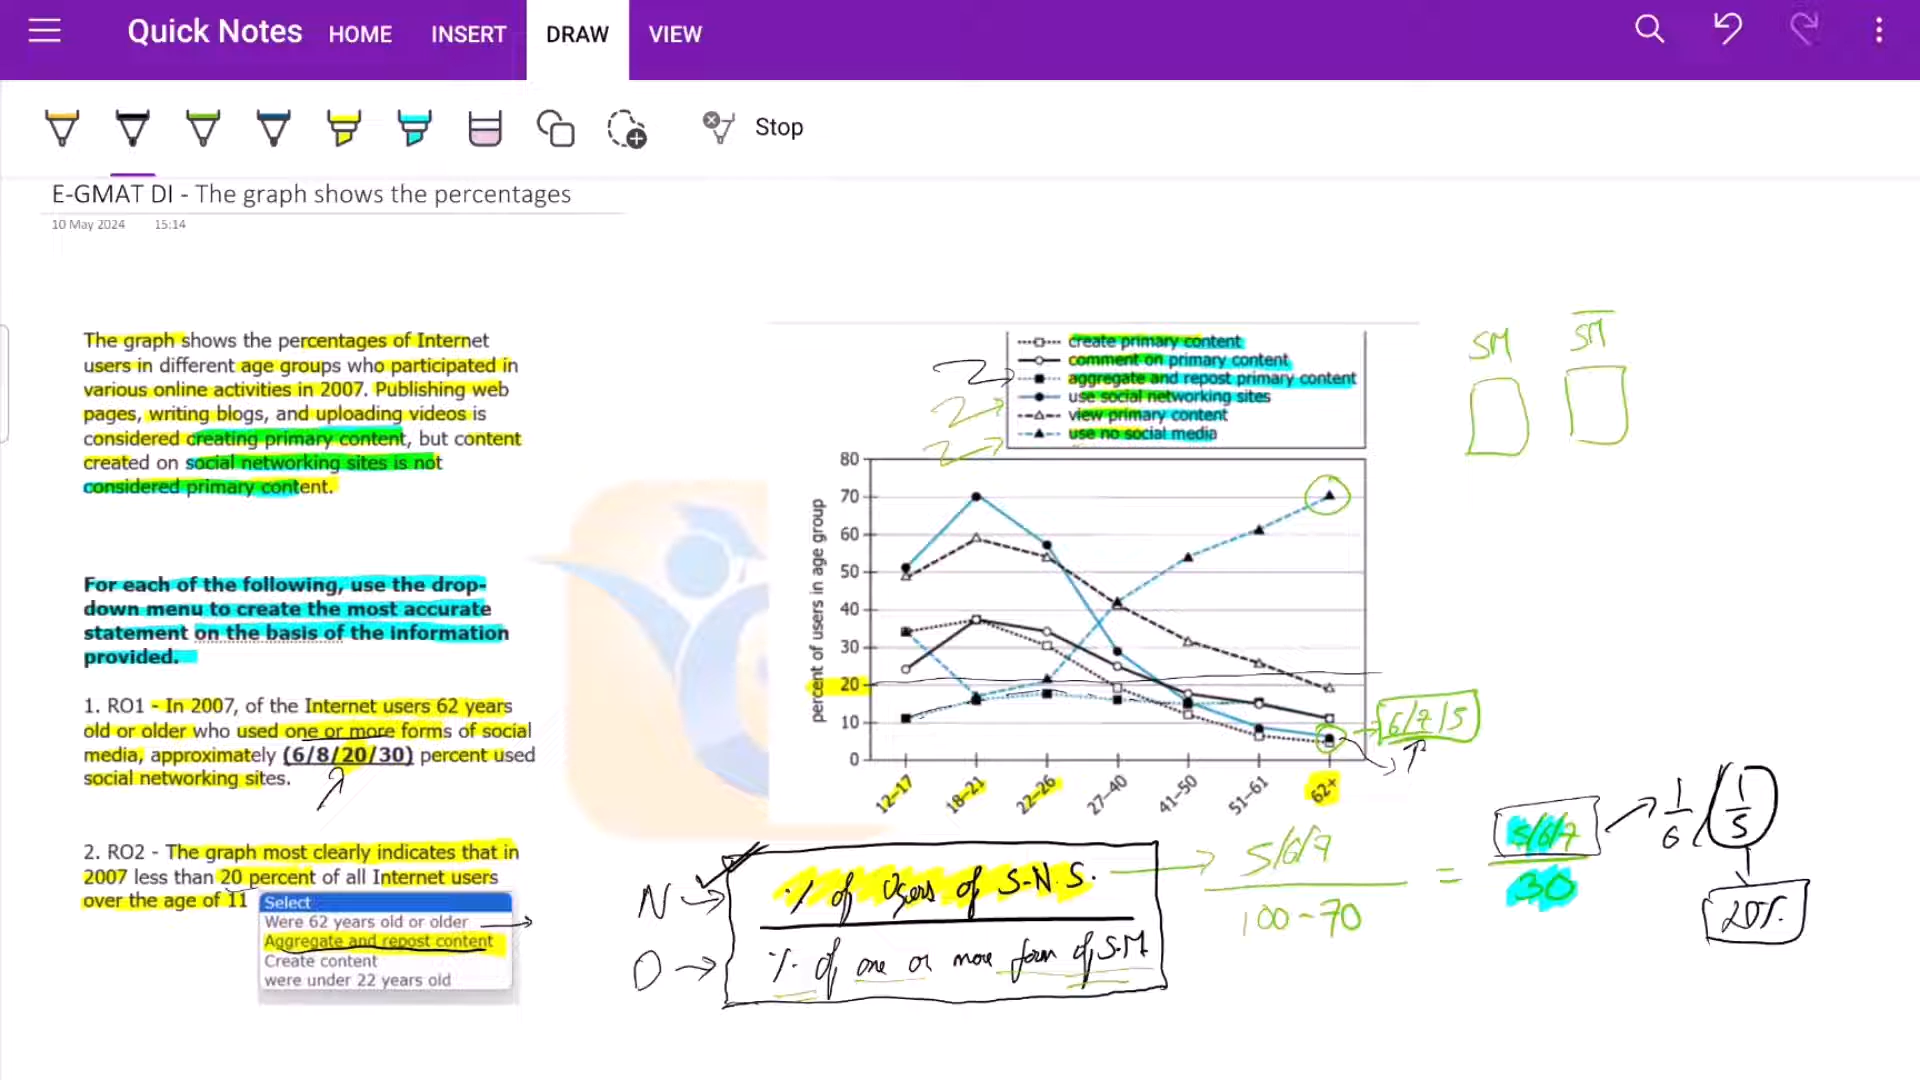 Quick Notes HOME INSERT DRAW VIEW
Stop
E-GMAT DI - The graph shows the percentages
10 May 2024 15:14
The graph shows the percentages of Internet
users in different age groups who participated in
various online activities in 2007. Publishing web
pages, writing blogs, and uploading videos is
considered creating primary content, but content
created on social networking sites is not
considered primary content.
For each of the following, use the drop-
down menu to create the most accurate
statement on the basis of the information
provided.
1. RO1 - In 2007, of the Internet users 62 years
old or older who used one or more forms of social
media, approximately (6/8/20/30) percent used
social networking sites.
2. RO2 - The graph most clearly indicates that in
2007 less than 20 percent of all Internet users
over the age of 11
Select
Were 62 years old or older
Aggregate and repost content
Create content
were under 22 years old
create primary content
comment on primary content
aggregate and repost primary content
use social networking sites
view primary content
use no social media
percent of users in age group
80
70
60
50
40
30
20
10
0
12-17
18-21
22-26
27-40
41-50
51-61
62+
SM
SM
6/7/5
N
% of Users of S.N.S.
D
% of one or more form of S.M
5/6/7
100-70
=
5/6/7
30
1/6
1/5
20%